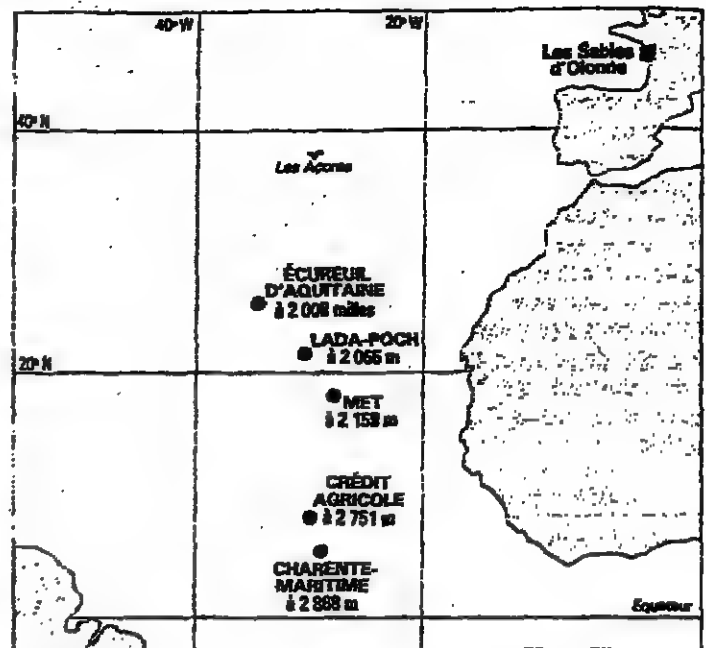 40° W
20° W
Les Sables
d'Olonne
40° N
Les Açores
ÉCUREUIL
D'AQUITAINE
à 2 008 milles
LADA-POCH
à 2 055 m
20° N
MET
à 2 158 m
CRÉDIT
AGRICOLE
à 2 751 m
CHARENTE-
MARITIME
à 2 868 m
Equateur